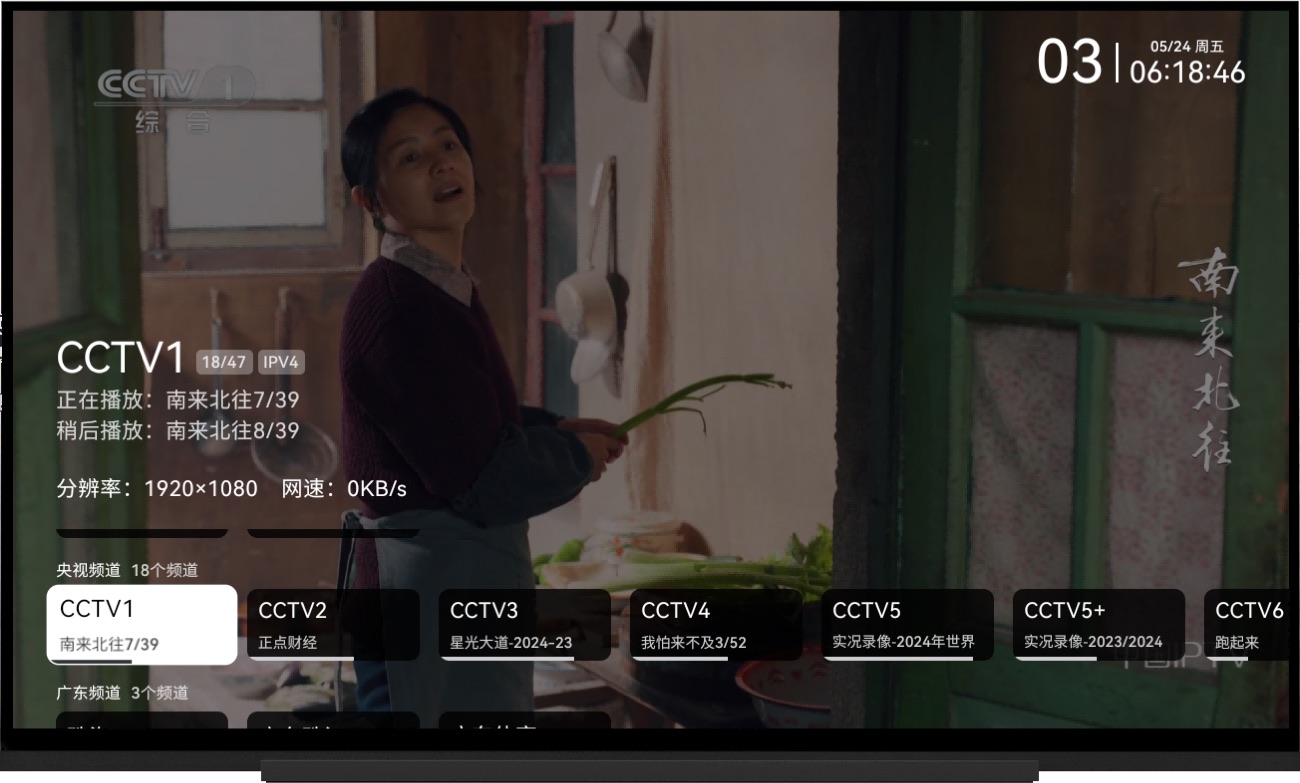 CCTV 1
综合
03
05/24 周五
06:18:46
南来北往
CCTV1 18/47 IPV4
正在播放：南来北往7/39
稍后播放：南来北往8/39
分辨率：1920×1080 网速：0KB/s
央视频道 18个频道
CCTV1
南来北往7/39
CCTV2
正点财经
CCTV3
星光大道-2024-23
CCTV4
我怕来不及3/52
CCTV5
实况录像-2024年世界
CCTV5+
实况录像-2023/2024
CCTV6
跑起来
广东频道 3个频道